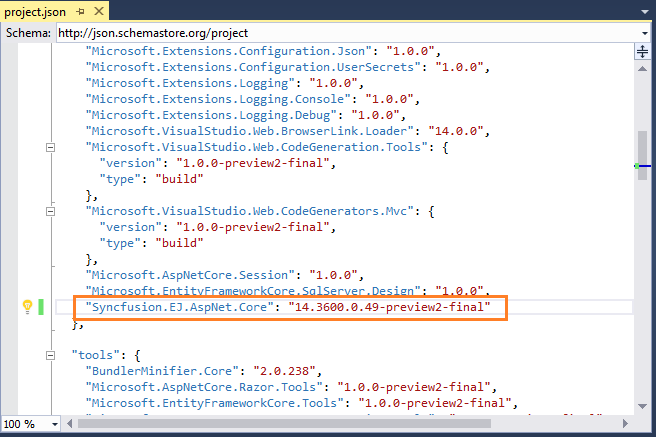 project.json
Schema: http://json.schemastore.org/project
"Microsoft.Extensions.Configuration.Json": "1.0.0",
"Microsoft.Extensions.Configuration.UserSecrets": "1.0.0",
"Microsoft.Extensions.Logging": "1.0.0",
"Microsoft.Extensions.Logging.Console": "1.0.0",
"Microsoft.Extensions.Logging.Debug": "1.0.0",
"Microsoft.VisualStudio.Web.BrowserLink.Loader": "14.0.0",
"Microsoft.VisualStudio.Web.CodeGeneration.Tools": {
"version": "1.0.0-preview2-final",
"type": "build"
},
"Microsoft.VisualStudio.Web.CodeGenerators.Mvc": {
"version": "1.0.0-preview2-final",
"type": "build"
},
"Microsoft.AspNetCore.Session": "1.0.0",
"Microsoft.EntityFrameworkCore.SqlServer.Design": "1.0.0",
"Syncfusion.EJ.AspNet.Core": "14.3600.0.49-preview2-final"
},
"tools": {
"BundlerMinifier.Core": "2.0.238",
"Microsoft.AspNetCore.Razor.Tools": "1.0.0-preview2-final",
"Microsoft.EntityFrameworkCore.Tools": "1.0.0-preview2-final",
100 %